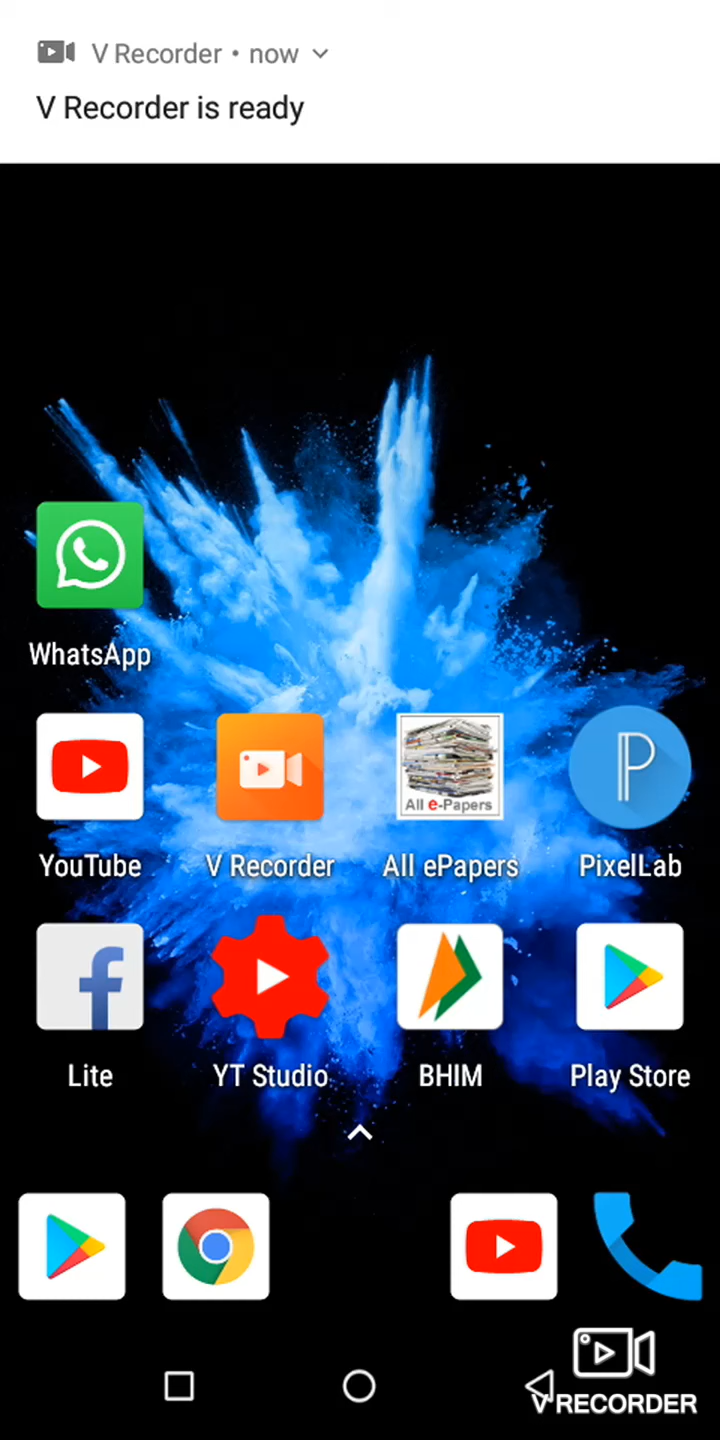 V Recorder • now
V Recorder is ready
WhatsApp
All e-Papers
YouTube
V Recorder
All ePapers
PixelLab
Lite
YT Studio
BHIM
Play Store
V RECORDER